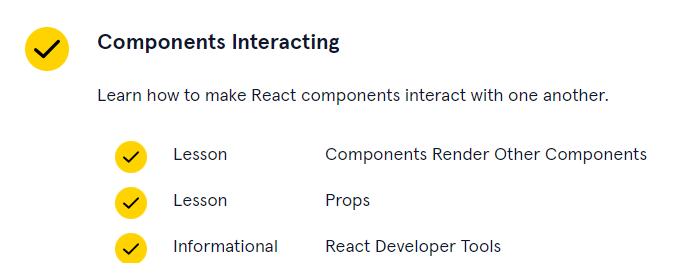 Components Interacting
Learn how to make React components interact with one another.
Lesson Components Render Other Components
Lesson Props
Informational React Developer Tools